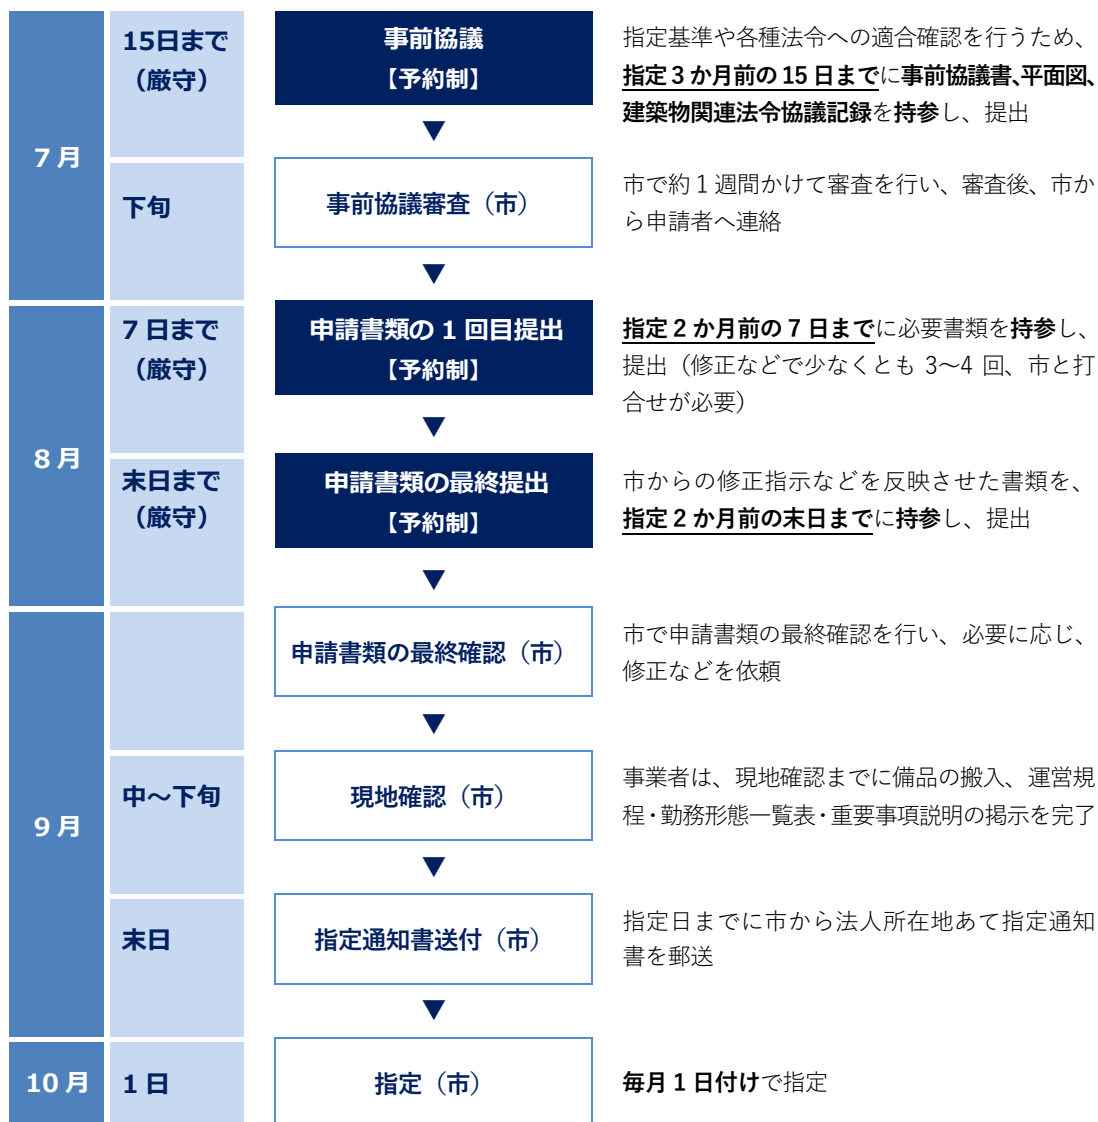 7月
15日まで
（厳守）
事前協議
【予約制】
指定基準や各種法令への適合確認を行うため、
指定3か月前の15日までに事前協議書、平面図、
建築物関連法令協議記録を持参し、提出
▼
下旬
事前協議審査（市）
市で約1週間かけて審査を行い、審査後、市か
ら申請者へ連絡
▼
8月
7日まで
（厳守）
申請書類の1回目提出
【予約制】
指定2か月前の7日までに必要書類を持参し、
提出（修正などで少なくとも 3～4 回、市と打
合せが必要）
▼
末日まで
（厳守）
申請書類の最終提出
【予約制】
市からの修正指示などを反映させた書類を、
指定2か月前の末日までに持参し、提出
▼
9月
申請書類の最終確認（市）
市で申請書類の最終確認を行い、必要に応じ、
修正などを依頼
▼
中～下旬
現地確認（市）
事業者は、現地確認までに備品の搬入、運営規
程・勤務形態一覧表・重要事項説明の掲示を完了
▼
末日
指定通知書送付（市）
指定日までに市から法人所在地あて指定通知
書を郵送
▼
10月
1日
指定（市）
毎月1日付けで指定